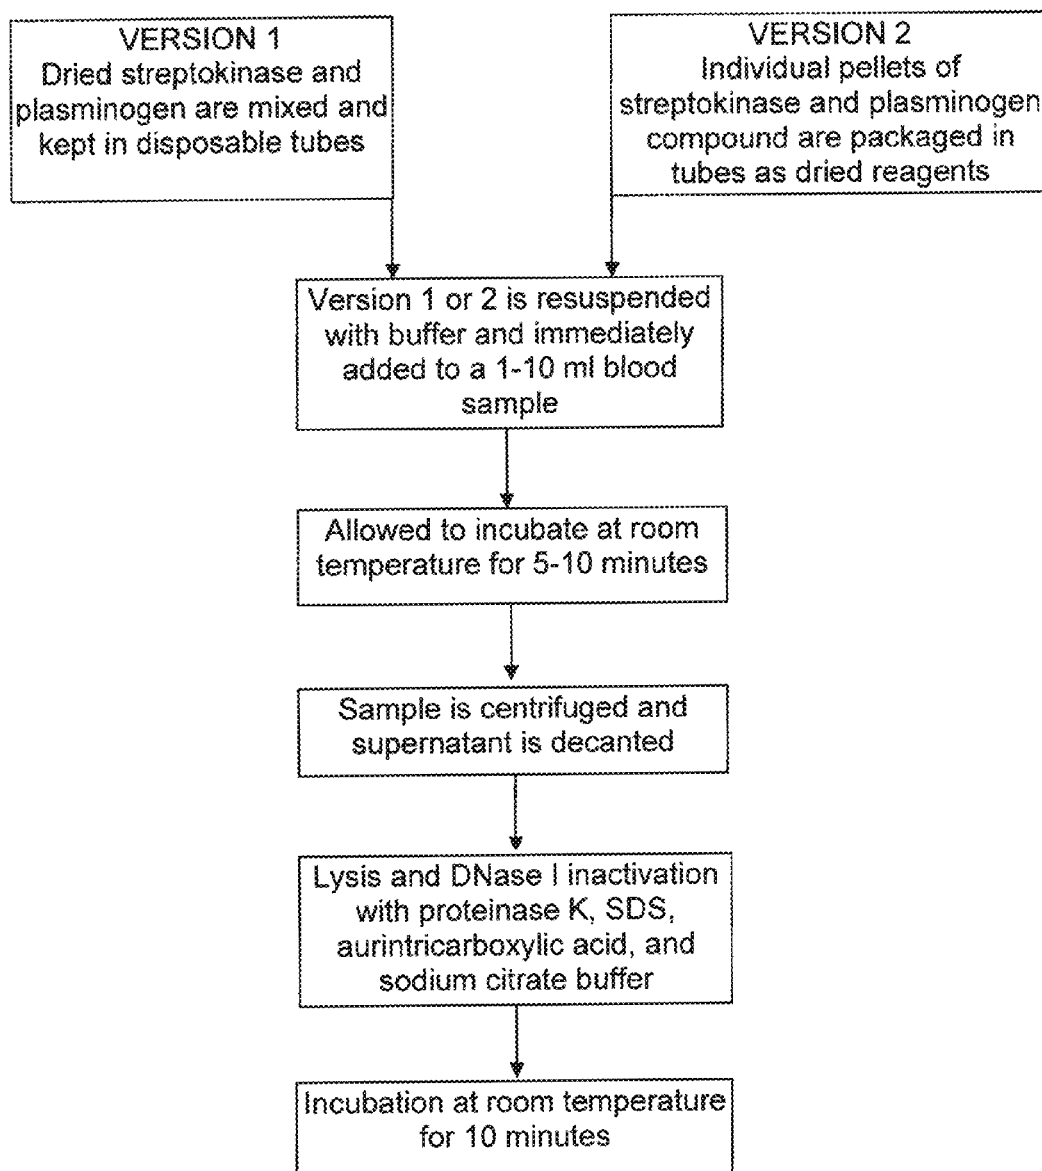 VERSION 1
Dried streptokinase and
plasminogen are mixed and
kept in disposable tubes
VERSION 2
Individual pellets of
streptokinase and plasminogen
compound are packaged in
tubes as dried reagents
Version 1 or 2 is resuspended
with buffer and immediately
added to a 1-10 ml blood
sample
Allowed to incubate at room
temperature for 5-10 minutes
Sample is centrifuged and
supernatant is decanted
Lysis and DNase I inactivation
with proteinase K, SDS,
aurintricarboxylic acid, and
sodium citrate buffer
Incubation at room temperature
for 10 minutes